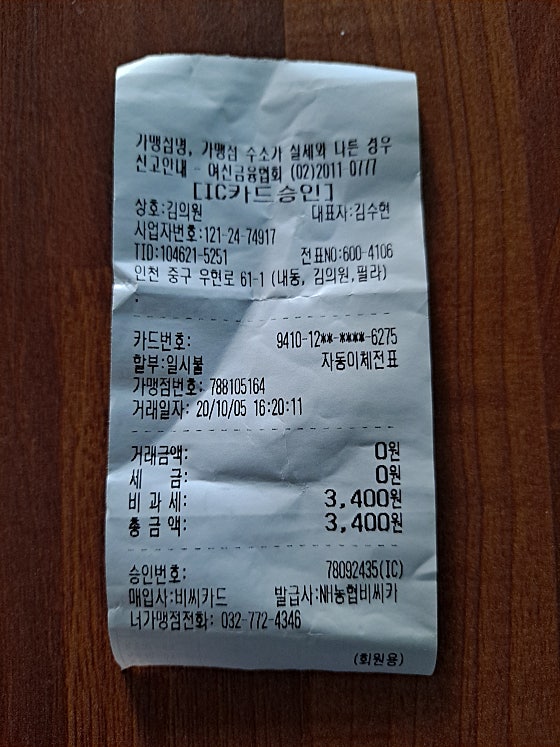 가맹점명, 가맹점 주소가 실제와 다른 경우
신고안내 - 여신금융협회 (02)2011-0777
[IC카드승인]
상호:김의원 대표자:김수현
사업자번호:121-24-74917
TID:104621-5251 전표NO:600-4106
인천 중구 우현로 61-1 (내동, 김의원,필라)
.
카드번호: 9410-12**-****-6275
할부:일시불 자동이체전표
가맹점번호: 788105164
거래일자: 20/10/05 16:20:11
거래금액: 0원
세 금: 0원
비 과 세: 3,400원
총 금 액: 3,400원
승인번호: 78092435(IC)
매입사:비씨카드 발급사:NH농협비씨카
너가맹점전화: 032-772-4346
(회원용)